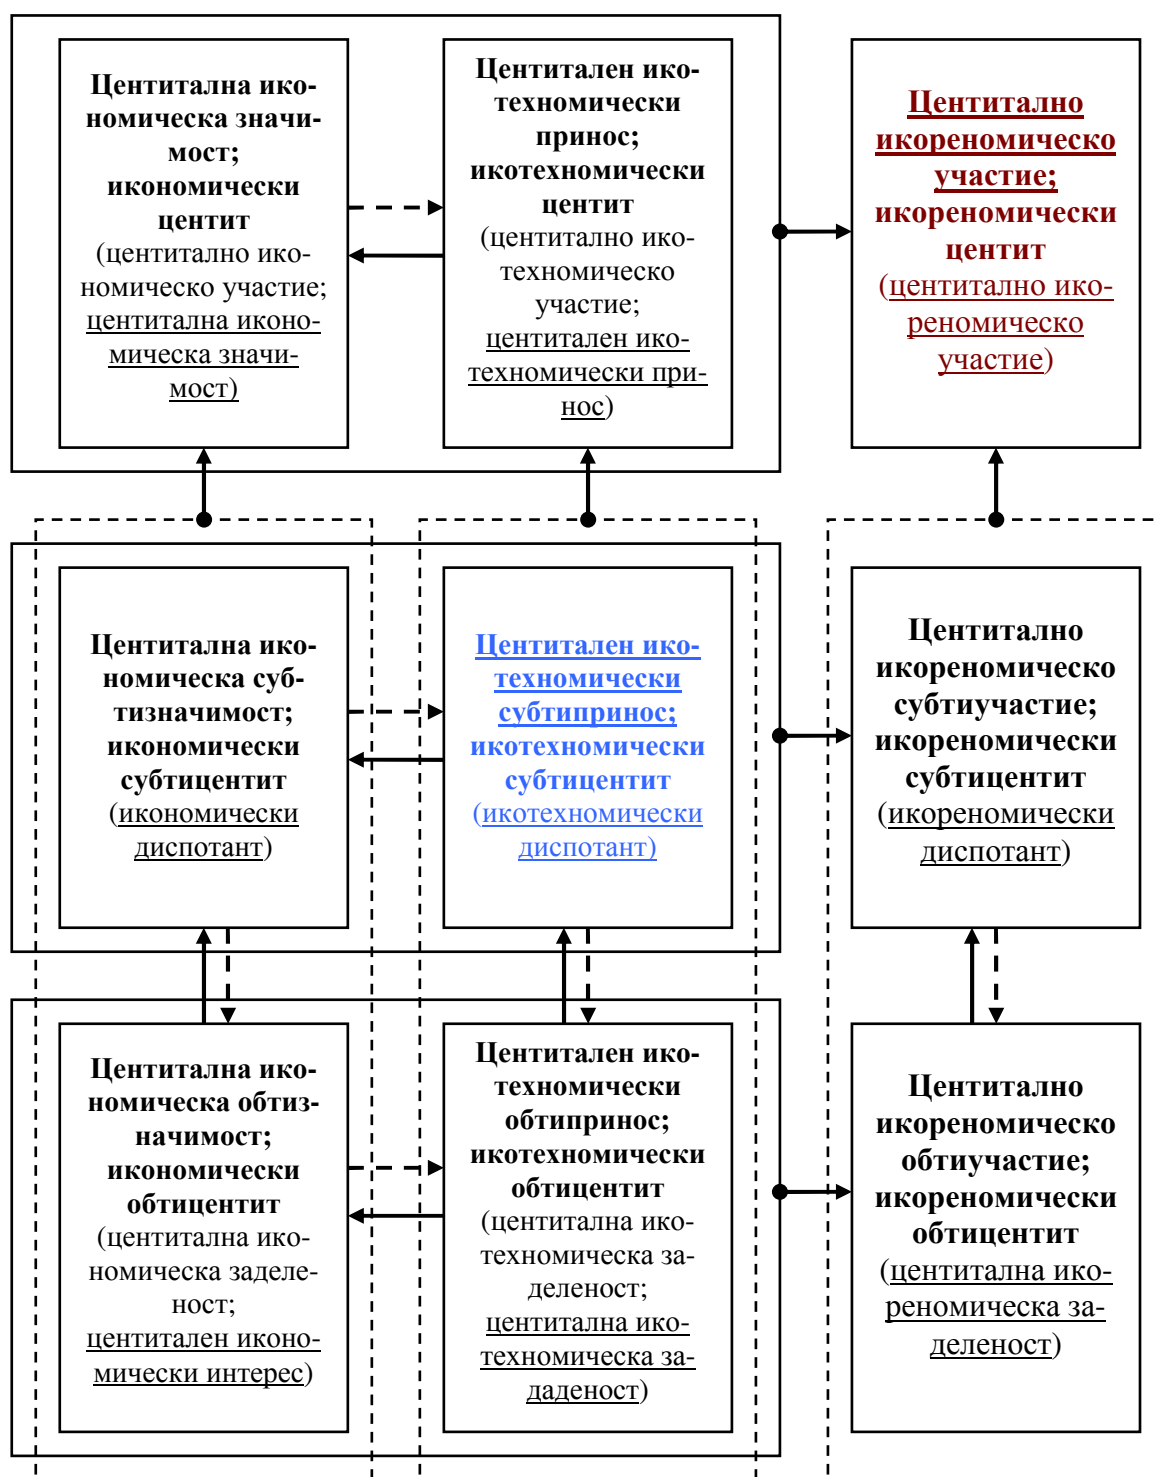 Центитална ико-
номическа значи-
мост;
икономически
центит
(центитално ико-
номическо участие;
центитална иконо-
мическа значи-
мост)
Центитален ико-
техномически
принос;
икотехномически
центит
(центитално ико-
техномическо
участие;
центитален ико-
техномически при-
нос)
Центитално
икореномическо
участие;
икореномически
центит
(центитално ико-
реномическо
участие)
Центитална ико-
номическа суб-
тизначимост;
икономически
субтицентит
(икономически
диспотант)
Центитален ико-
техномически
субтипринос;
икотехномически
субтицентит
(икотехномически
диспотант)
Центитално
икореномическо
субтиучастие;
икореномически
субтицентит
(икореномически
диспотант)
Центитална ико-
номическа обтиз-
начимост;
икономически
обтицентит
(центитална ико-
номическа заделе-
ност;
центитален иконо-
мически интерес)
Центитален ико-
техномически
обтипринос;
икотехномически
обтицентит
(центитална ико-
техномическа за-
деленост;
центитална ико-
техномическа за-
даденост)
Центитално
икореномическо
обтиучастие;
икореномически
обтицентит
(центитална ико-
реномическа за-
деленост)